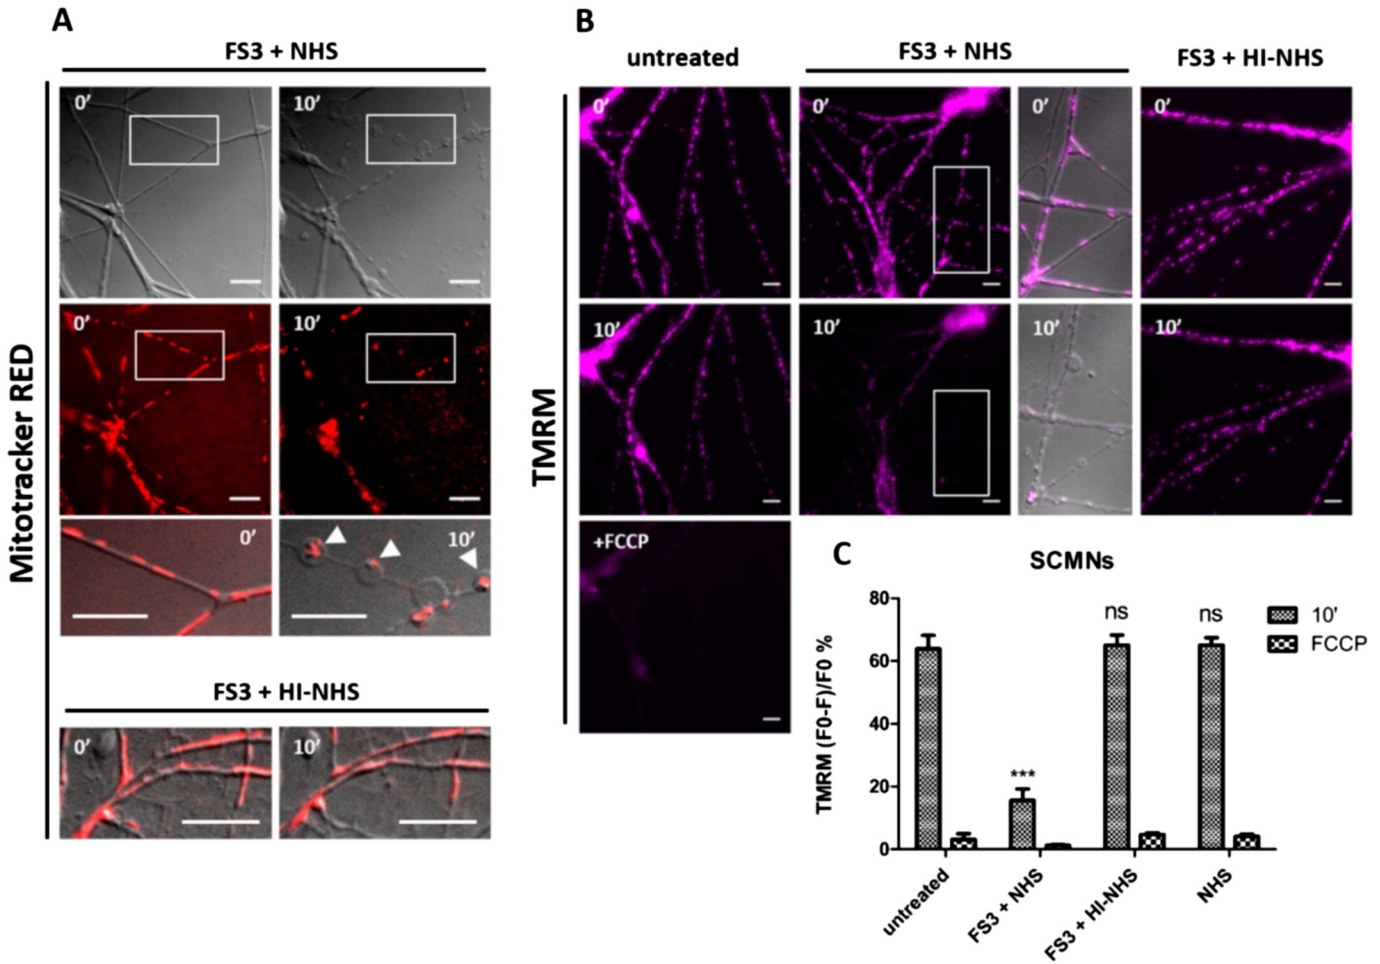 A
FS3 + NHS
Mitotracker RED
0’
10’
0’
10’
0’
10’
FS3 + HI-NHS
0’
10’
B
untreated
FS3 + NHS
FS3 + HI-NHS
TMRM
0’
0’
0’
0’
10’
10’
10’
10’
+FCCP
C
SCMNs
TMRM (F0-F)/F0 %
80
60
40
20
0
***
ns
ns
10'
FCCP
untreated
FS3 + NHS
FS3 + HI-NHS
NHS